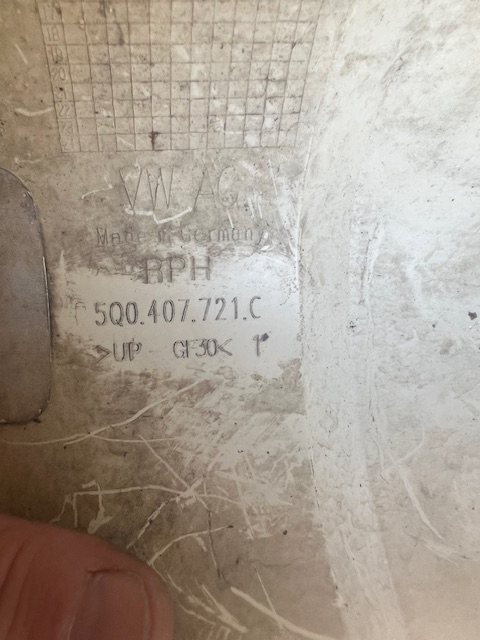 VW AG
Made in Germany
RPH
5Q0.407.721.C
>UP GF30< 1